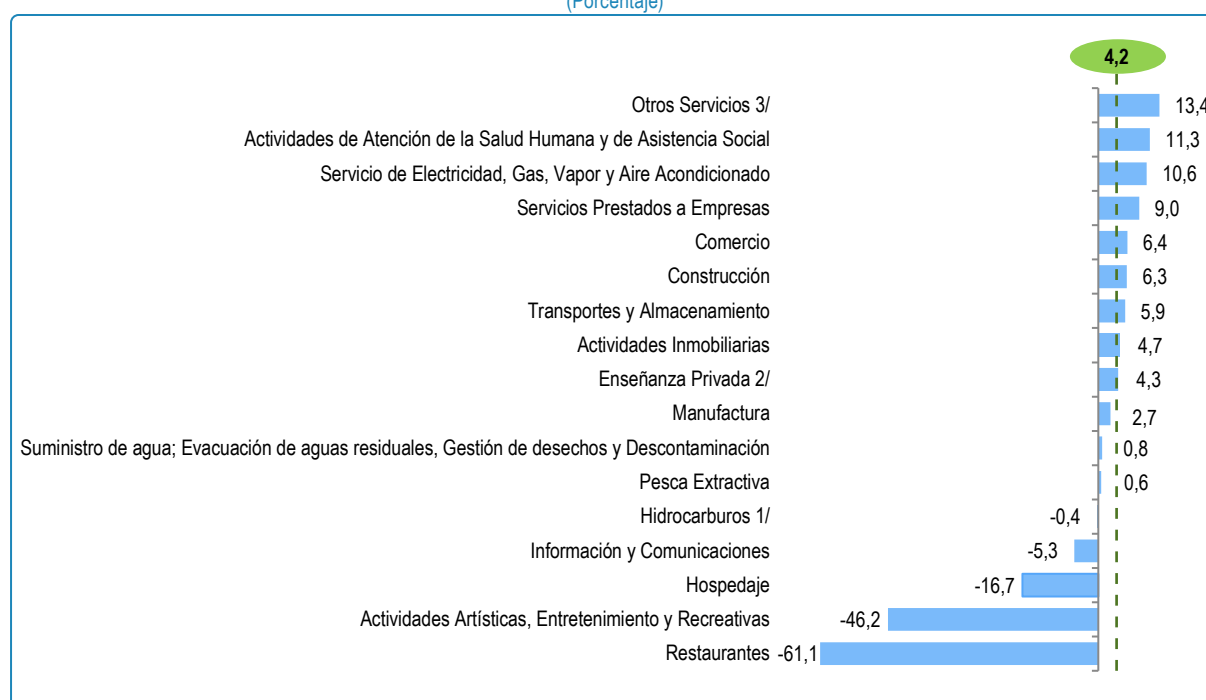 (Porcentaje)
4,2
Otros Servicios 3/ 13,4
Actividades de Atención de la Salud Humana y de Asistencia Social 11,3
Servicio de Electricidad, Gas, Vapor y Aire Acondicionado 10,6
Servicios Prestados a Empresas 9,0
Comercio 6,4
Construcción 6,3
Transportes y Almacenamiento 5,9
Actividades Inmobiliarias 4,7
Enseñanza Privada 2/ 4,3
Manufactura 2,7
Suministro de agua; Evacuación de aguas residuales, Gestión de desechos y Descontaminación 0,8
Pesca Extractiva 0,6
Hidrocarburos 1/ -0,4
Información y Comunicaciones -5,3
Hospedaje -16,7
Actividades Artísticas, Entretenimiento y Recreativas -46,2
Restaurantes -61,1